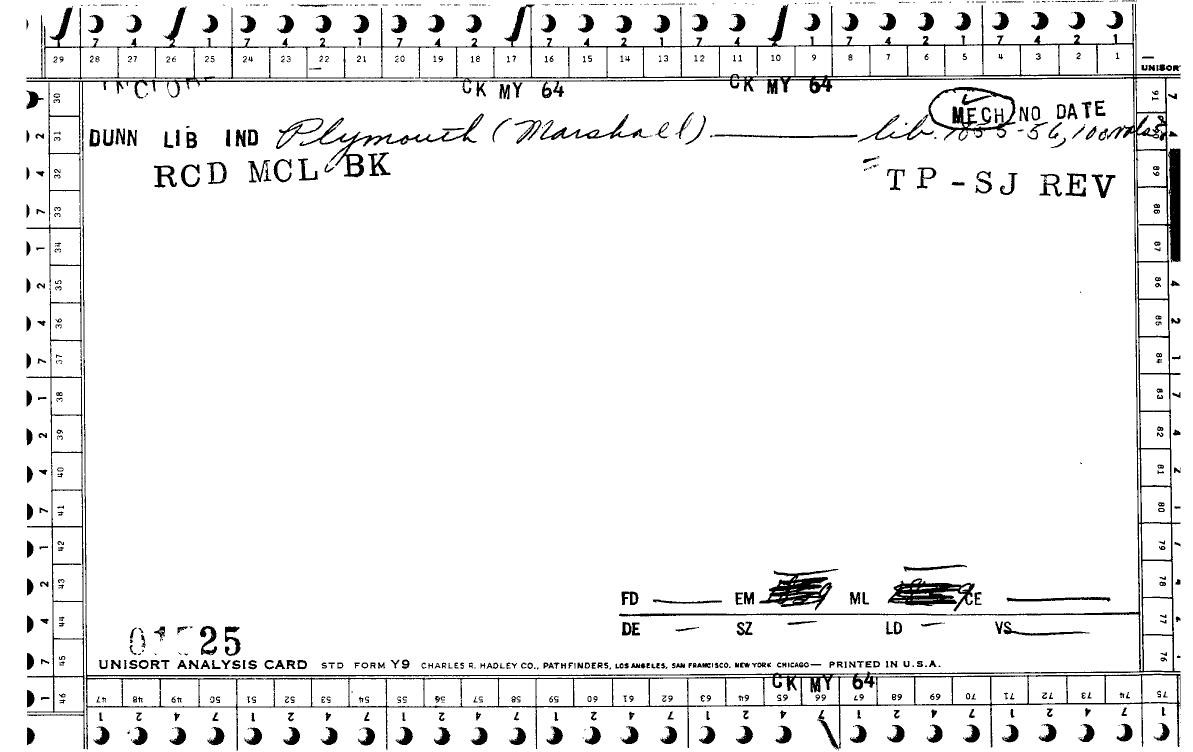 7 4 2 1 7 4 2 1 7 4 2 1 7 4 2 1 7 4 2 1 7 4 2 1 7 4 2 1
29 28 27 26 25 24 23 22 21 20 19 18 17 16 15 14 13 12 11 10 9 8 7 6 5 4 3 2 1
UNISORT
CK MY 64 CK MY 64
MECH NO DATE
DUNN LIB IND Plymouth (Marshall) lib. 1855-56, 100 vols
RCD MCL BK = TP-SJ REV
30
31
32
33
34
35
36
37
38
39
40
41
42
43
44
45
46
91
89
88
87
86
85
84
83
82
81
80
79
78
77
76
75
FD EM ML CE
DE SZ LD VS
25
UNISORT ANALYSIS CARD STD FORM Y9 CHARLES R. HADLEY CO., PATHFINDERS, LOS ANGELES, SAN FRANCISCO, NEW YORK CHICAGO— PRINTED IN U.S.A.
CK MY 64
47 48 49 50 51 52 53 54 55 56 57 58 59 60 61 62 63 64 65 66 67 68 69 70 71 72 73 74
1 2 4 7 1 2 4 7 1 2 4 7 1 2 4 7 1 2 4 7 1 2 4 7 1 2 4 7 1